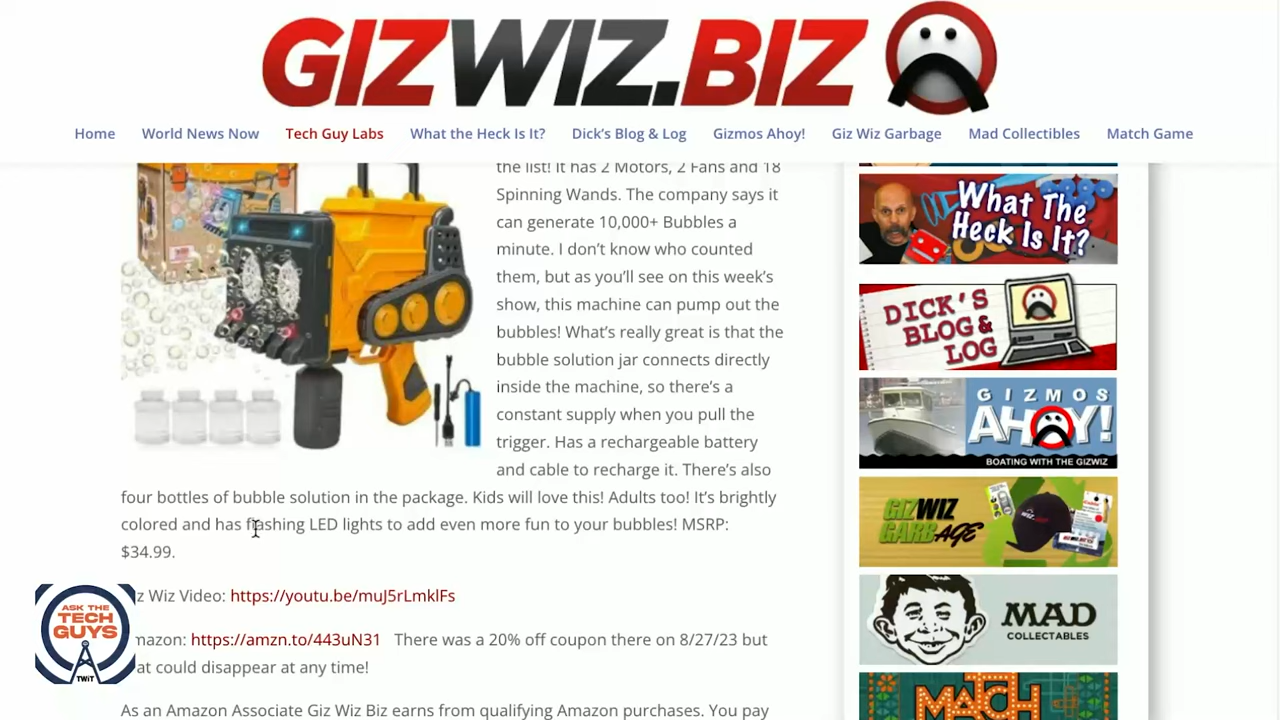 GIZWIZ.BIZ
Home World News Now Tech Guy Labs What the Heck Is It? Dick's Blog & Log Gizmos Ahoy! Giz Wiz Garbage Mad Collectibles Match Game
the list! It has 2 Motors, 2 Fans and 18
Spinning Wands. The company says it
can generate 10,000+ Bubbles a
minute. I don't know who counted
them, but as you'll see on this week's
show, this machine can pump out the
bubbles! What's really great is that the
bubble solution jar connects directly
inside the machine, so there's a
constant supply when you pull the
trigger. Has a rechargeable battery
and cable to recharge it. There's also
four bottles of bubble solution in the package. Kids will love this! Adults too! It's brightly
colored and has flashing LED lights to add even more fun to your bubbles! MSRP:
$34.99.
z Wiz Video: https://youtu.be/muJ5rLmklFs
mazon: https://amzn.to/443uN31 There was a 20% off coupon there on 8/27/23 but
at could disappear at any time!
As an Amazon Associate Giz Wiz Biz earns from qualifying Amazon purchases. You pay
ASK THE
TECH
GUYS
TWiT
What The
Heck Is It?
DICK'S
BLOG &
LOG
GIZMOS
AHOY!
BOATING WITH THE GIZWIZ
GIZWIZ
GARBAGE
MAD
COLLECTABLES
MATCH